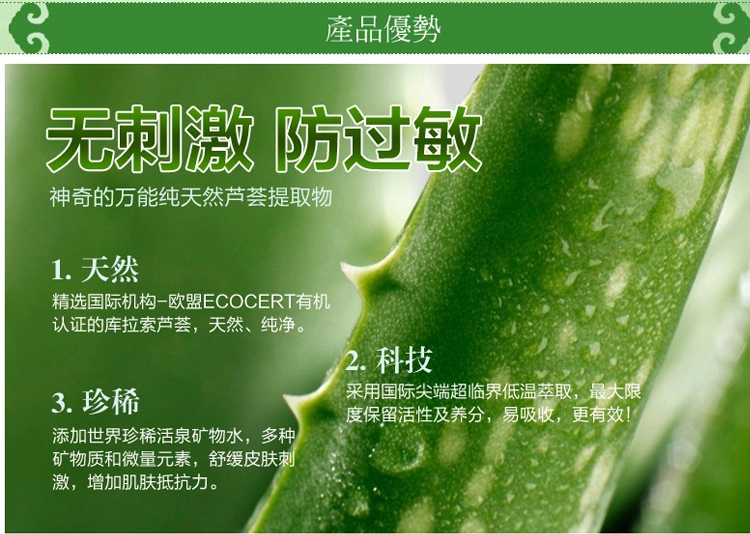 產品優勢
无刺激 防过敏
神奇的万能纯天然芦荟提取物
1. 天然
精选国际机构-欧盟ECOCERT有机
认证的库拉索芦荟，天然、纯净。
2. 科技
采用国际尖端超临界低温萃取，最大限
度保留活性及养分，易吸收，更有效！
3. 珍稀
添加世界珍稀活泉矿物水，多种
矿物质和微量元素，舒缓皮肤刺
激，增加肌肤抵抗力。